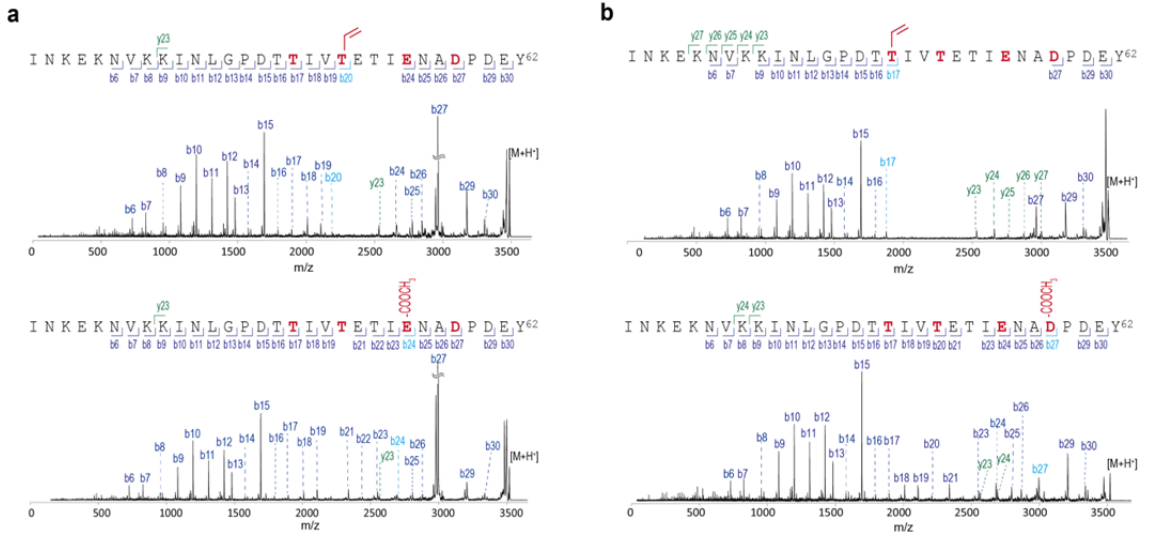 a
y23
I N K E K N V K K I N L G P D T T I V T E T I E N A D P D E Y 62
b6 b7 b8 b9 b10 b11 b12 b13 b14 b15 b16 b17 b18 b19 b20 b24 b25 b26 b27 b29 b30
b27
b15
b10 b12 b14 b17 b19 b24 b26 [M+H+]
b8 b9 b11 b13 b16 b18 b20 y23 b25 b29 b30
b6 b7
0 500 1000 1500 2000 2500 3000 3500
m/z
-COOCH
y23
I N K E K N V K K I N L G P D T T I V T E T I E N A D P D E Y 62
b6 b7 b8 b9 b10 b11 b12 b13 b14 b15 b16 b17 b18 b19 b21 b22 b23 b24 b25 b26 b27 b29 b30
b27
b15
b10 b12 b14 b16 b17 b19 b21 b23 b24 b26 b30
b8 b9 b11 b13 b18 b22 y23 b25 [M+H+]
b6 b7 b29
0 500 1000 1500 2000 2500 3000 3500
m/z
b
y27 y26 y25 y24 y23
I N K E K N V K K I N L G P D T T I V T E T I E N A D P D E Y 62
b6 b7 b9 b10 b11 b12 b13 b14 b15 b16 b17 b27 b29 b30
b15
b8 b10 b12 b14 b17 y24 y26 y27 b30 [M+H+]
b9 b11 b13 b16 y23 y25 b27 b29
b6 b7
0 500 1000 1500 2000 2500 3000 3500
m/z
-COOCH
y24 y23
I N K E K N V K K I N L G P D T T I V T E T I E N A D P D E Y 62
b6 b7 b8 b9 b10 b11 b12 b13 b14 b15 b16 b17 b18 b19 b20 b21 b23 b24 b25 b26 b27 b29 b30
b15
b10 b12 b26
b8 b9 b11 b14 b16 b17 b20 b23 b24 b25 b29 b30
b13 y23 y24 b27 [M+H+]
b6 b7 b18 b19 b21
0 500 1000 1500 2000 2500 3000 3500
m/z